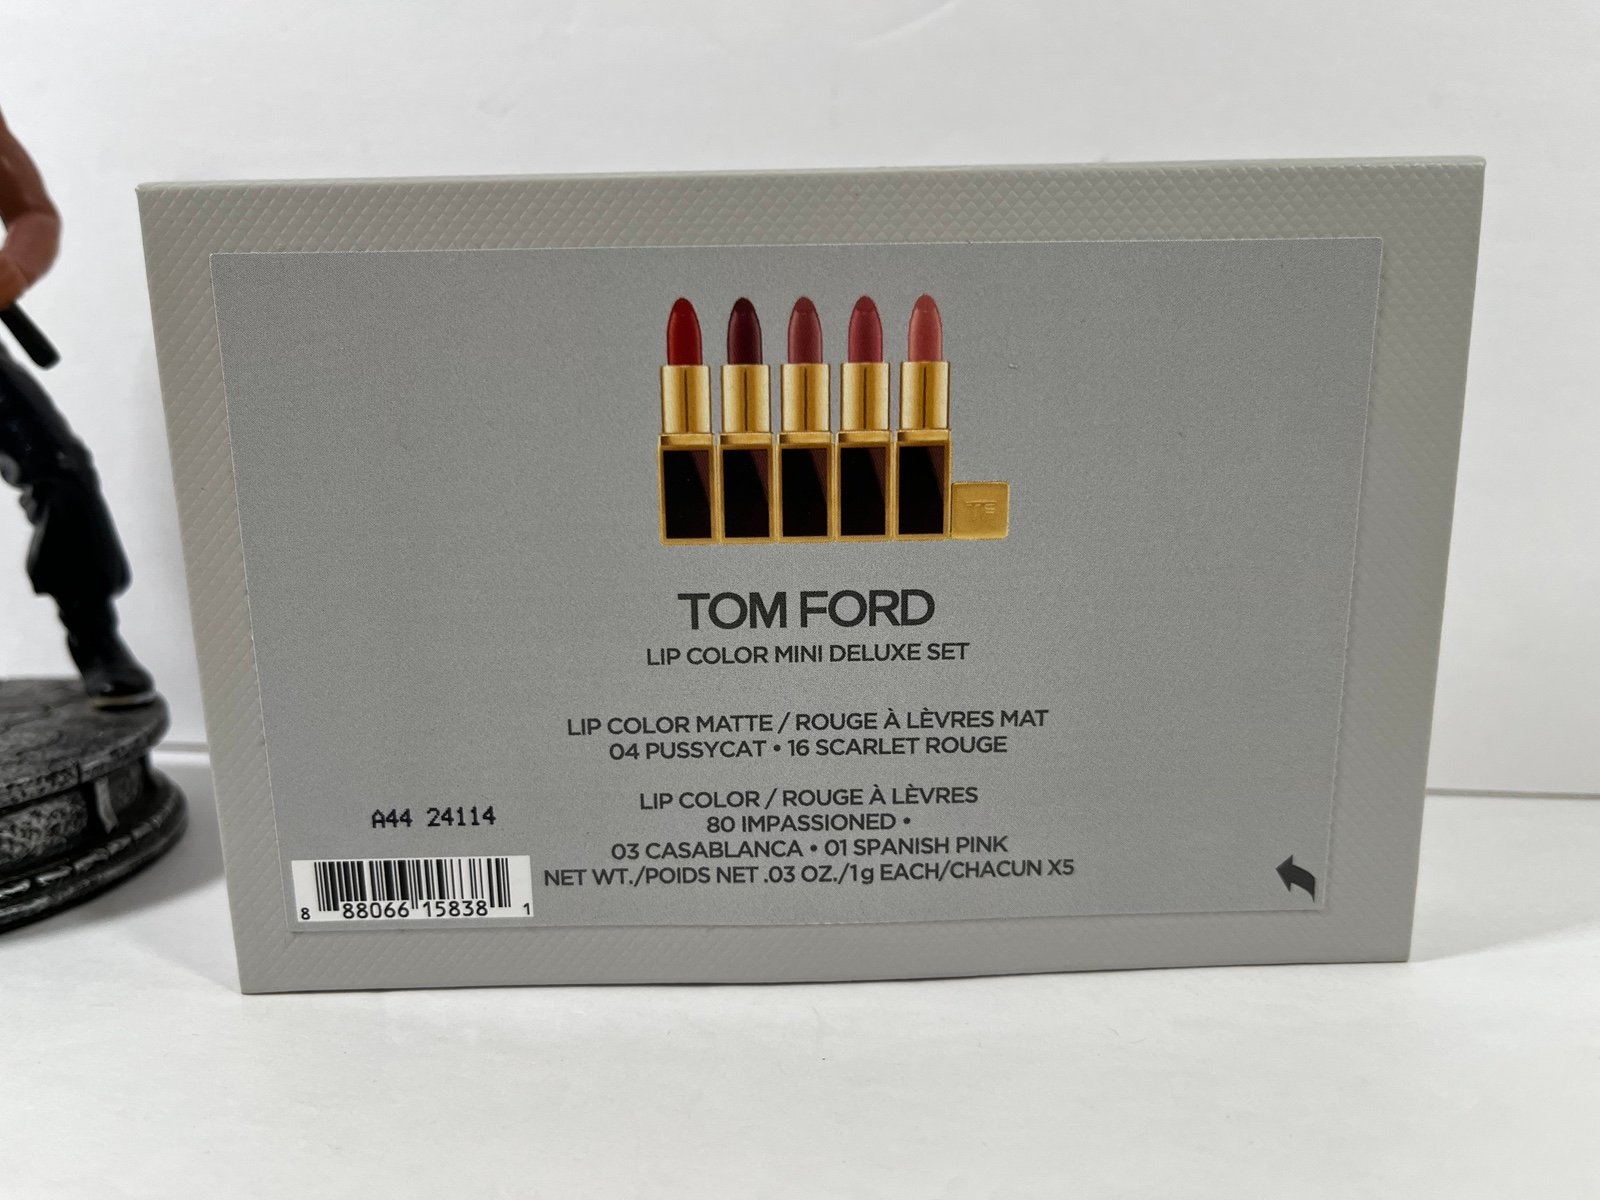 TF
TOM FORD
LIP COLOR MINI DELUXE SET
LIP COLOR MATTE / ROUGE À LÈVRES MAT
04 PUSSYCAT • 16 SCARLET ROUGE
LIP COLOR / ROUGE À LÈVRES
80 IMPASSIONED •
03 CASABLANCA • 01 SPANISH PINK
NET WT./POIDS NET .03 OZ./1g EACH/CHACUN X5
A44 24114
8 88066 15838 1